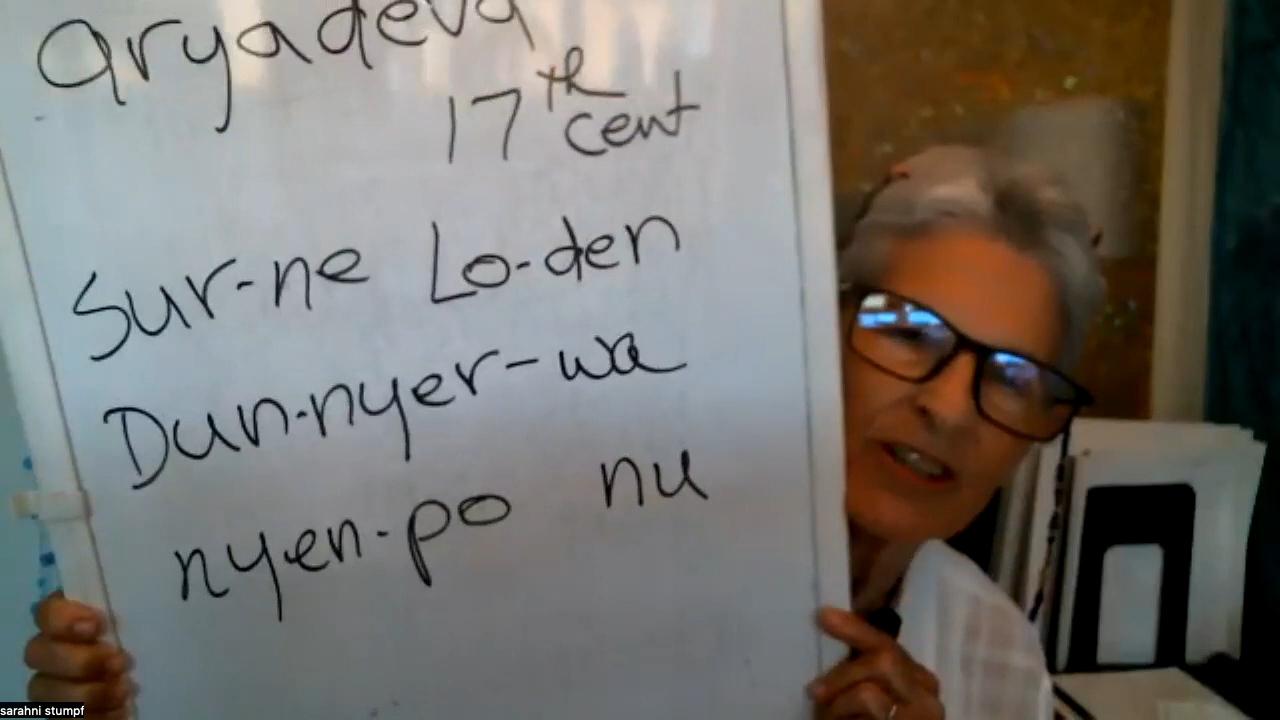 aryadeva
17th cent
Sur-ne Lo-den
Dun-nyer-wa
nyen-po nu
sarahni stumpf